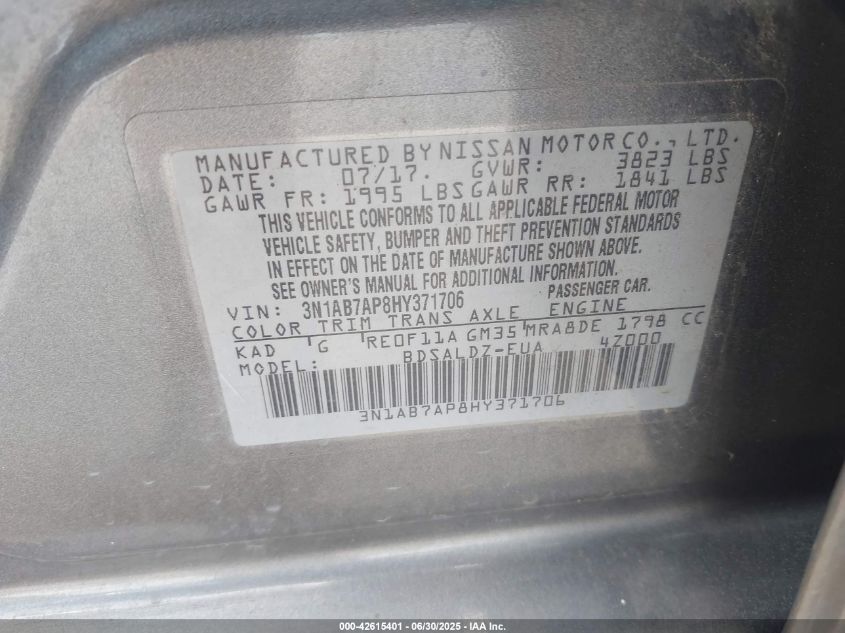 MANUFACTURED BY NISSAN MOTOR CO., LTD.
DATE: 07/17. GVWR: 3823 LBS
GAWR FR: 1995 LBS GAWR RR: 1841 LBS
THIS VEHICLE CONFORMS TO ALL APPLICABLE FEDERAL MOTOR
VEHICLE SAFETY, BUMPER AND THEFT PREVENTION STANDARDS
IN EFFECT ON THE DATE OF MANUFACTURE SHOWN ABOVE.
SEE OWNER'S MANUAL FOR ADDITIONAL INFORMATION.
VIN: 3N1AB7AP8HY371706 PASSENGER CAR.
COLOR TRIM TRANS AXLE ENGINE
KAD G RE0F11A GM35 MRA8DE 1798 CC
MODEL: BDSALDZ-EUA 4Z000
3N1AB7AP8HY371706
000-42615401 - 06/30/2025 - IAA Inc.